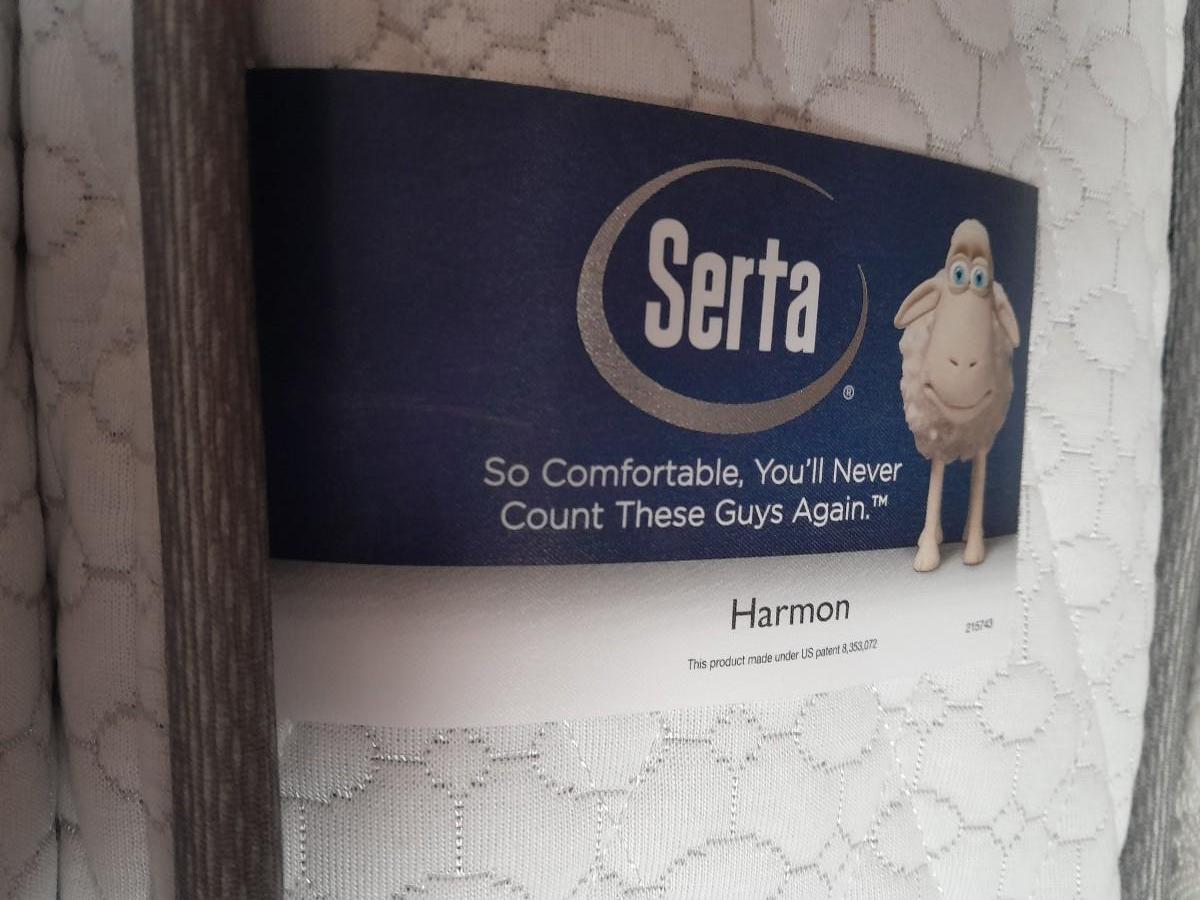 Serta®
So Comfortable, You'll Never
Count These Guys Again.™
Harmon
215743
This product made under US patent 8,353,072